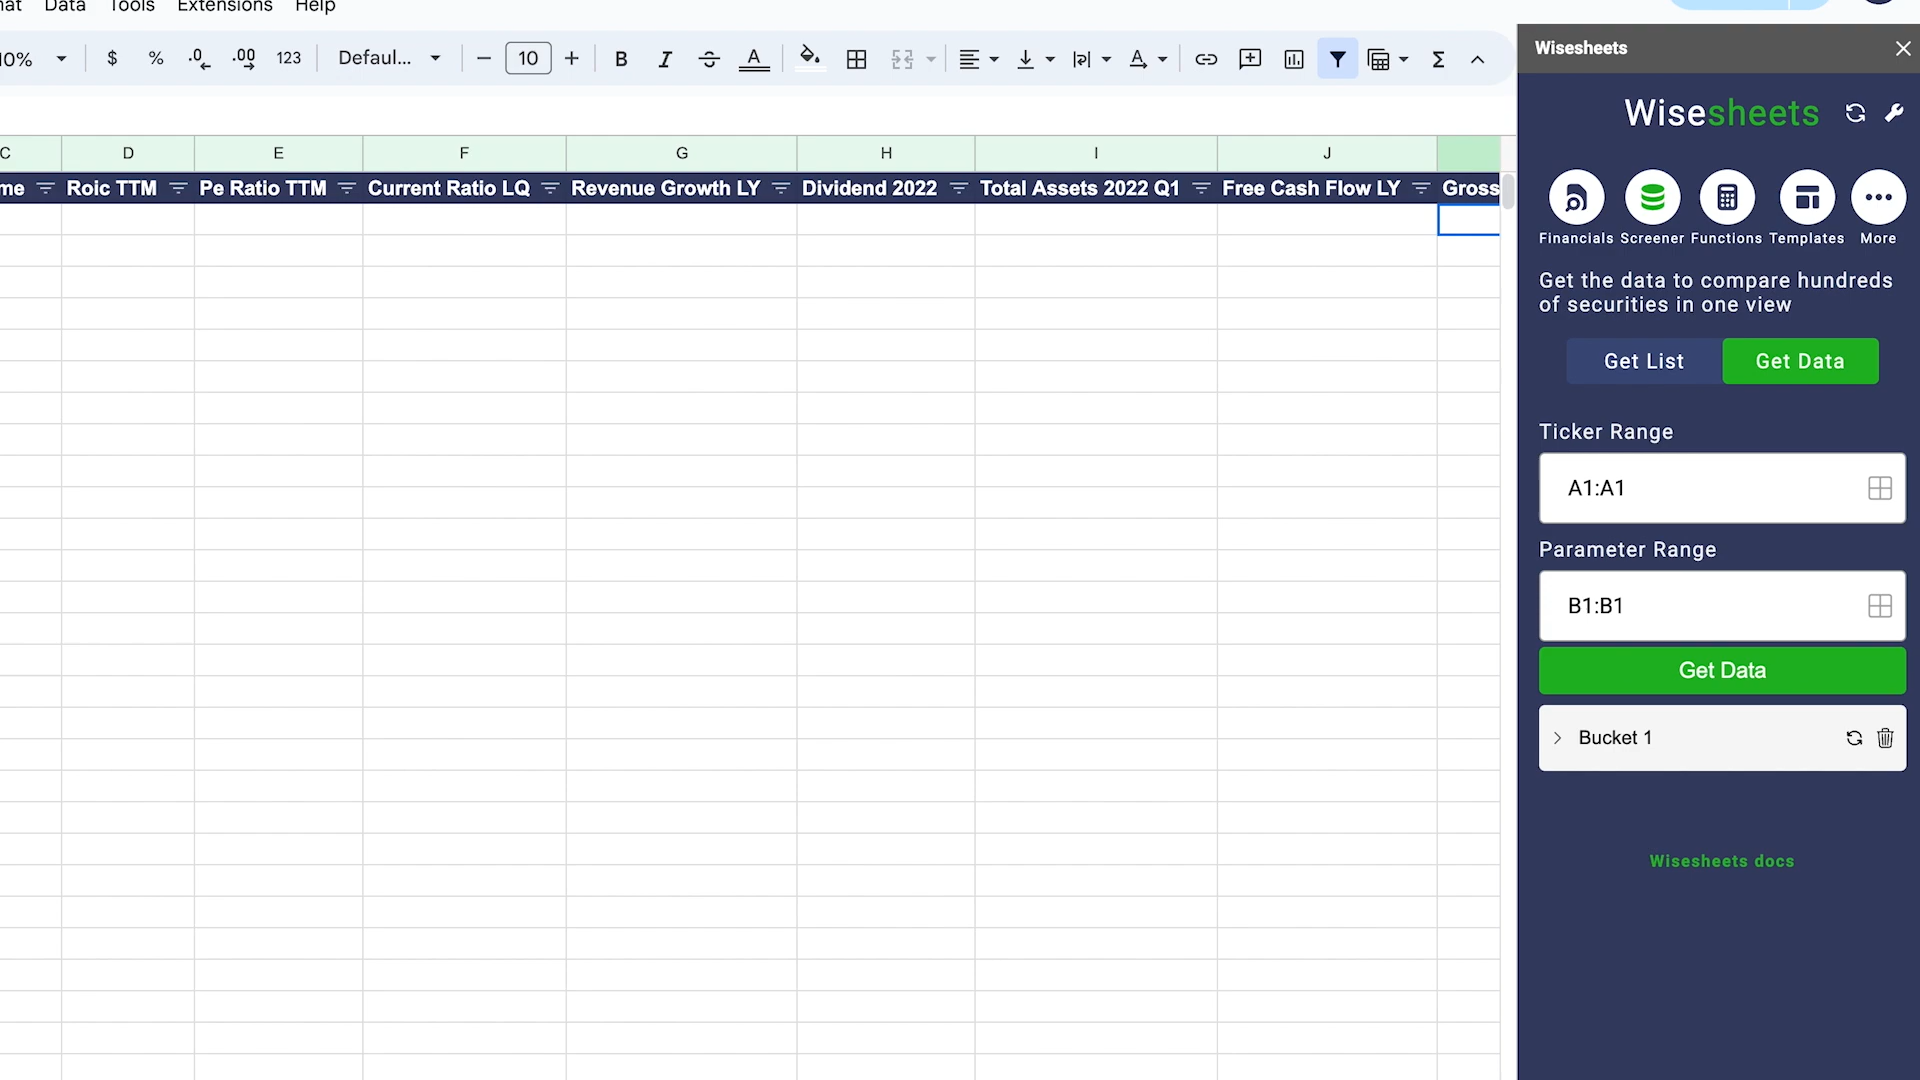 Data Tools Extensions Help
$ % .0 .00 123 Defaul... 10 B I A
Wisesheets
Wisesheets
C D E F G H I J
me Roic TTM Pe Ratio TTM Current Ratio LQ Revenue Growth LY Dividend 2022 Total Assets 2022 Q1 Free Cash Flow LY Gross
Financials Screener Functions Templates More
Get the data to compare hundreds
of securities in one view
Get List Get Data
Ticker Range
A1:A1
Parameter Range
B1:B1
Get Data
Bucket 1
Wisesheets docs